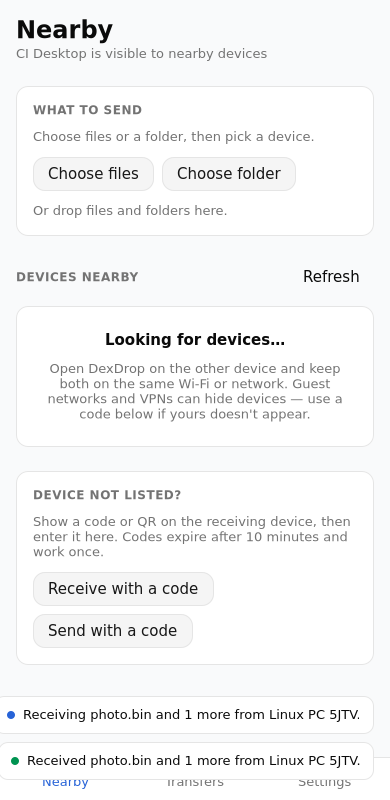 Nearby
CI Desktop is visible to nearby devices
WHAT TO SEND
Choose files or a folder, then pick a device.
Choose files
Choose folder
Or drop files and folders here.
DEVICES NEARBY
Refresh
Looking for devices…
Open DexDrop on the other device and keep
both on the same Wi-Fi or network. Guest
networks and VPNs can hide devices — use a
code below if yours doesn't appear.
DEVICE NOT LISTED?
Show a code or QR on the receiving device, then
enter it here. Codes expire after 10 minutes and
work once.
Receive with a code
Send with a code
Receiving photo.bin and 1 more from Linux PC 5JTV.
Received photo.bin and 1 more from Linux PC 5JTV.
Nearby
Transfers
Settings